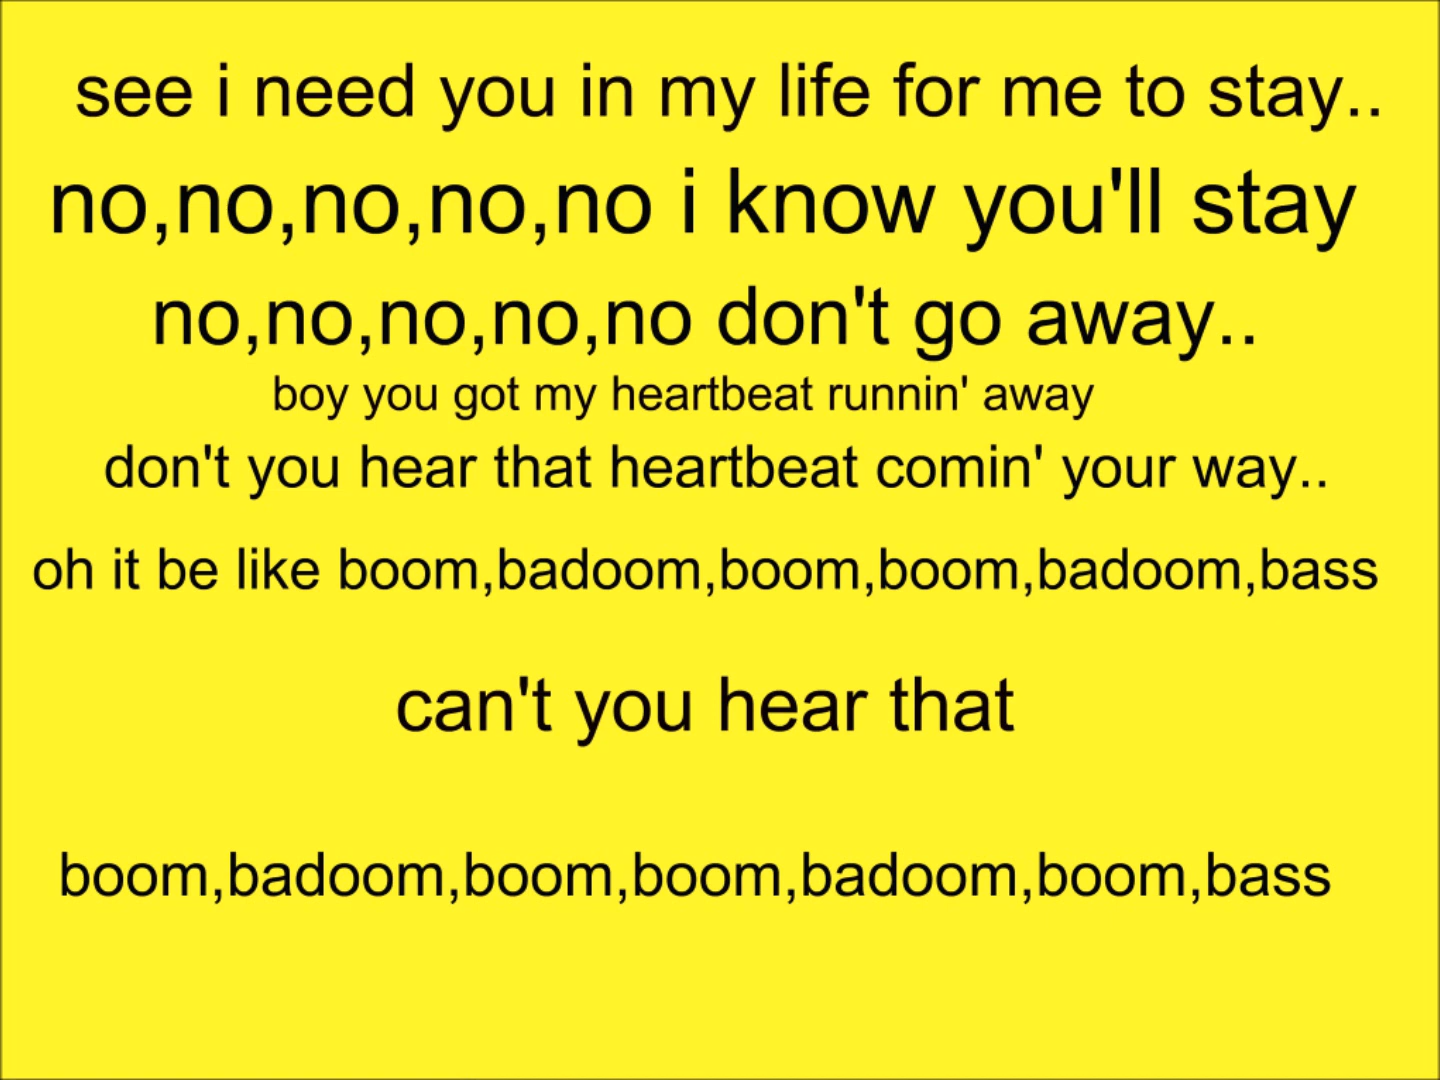 see i need you in my life for me to stay..
no,no,no,no,no i know you'll stay
no,no,no,no,no don't go away..
boy you got my heartbeat runnin' away
don't you hear that heartbeat comin' your way..
oh it be like boom,badoom,boom,boom,badoom,bass
can't you hear that
boom,badoom,boom,boom,badoom,boom,bass